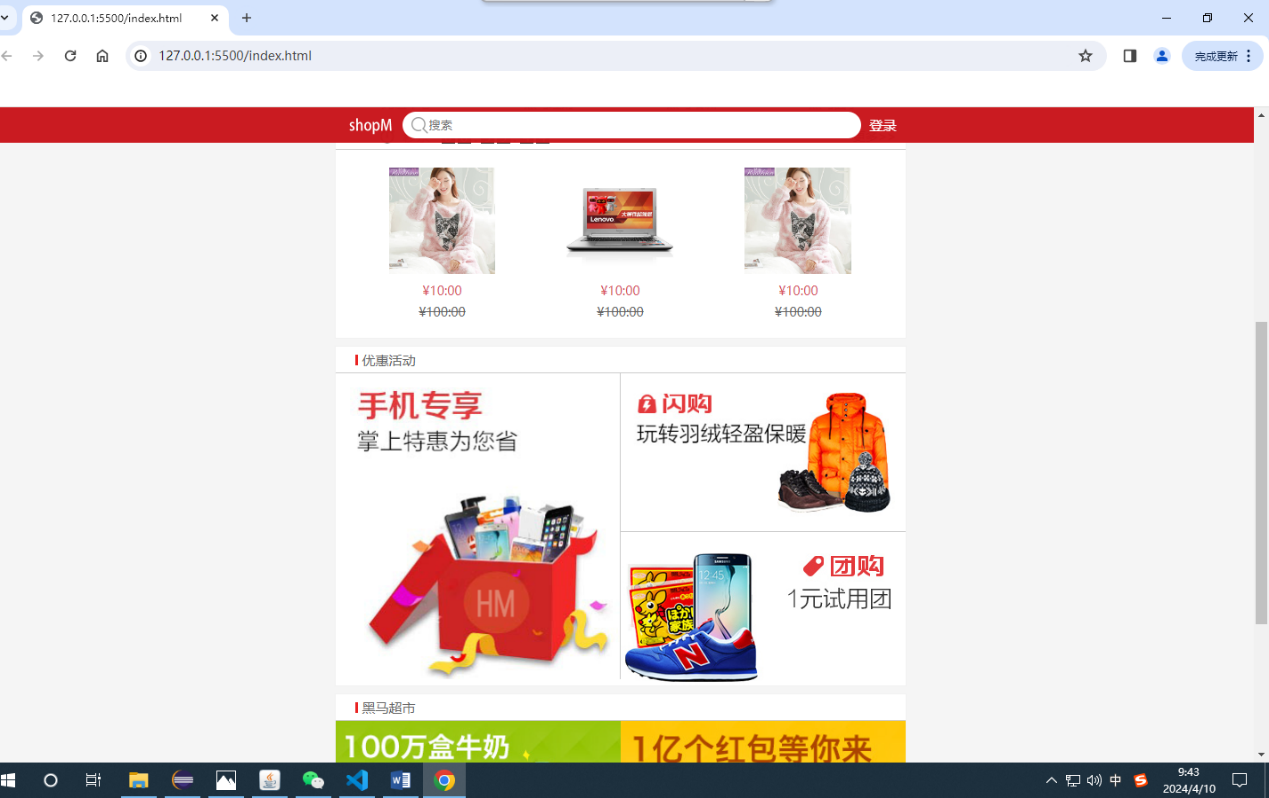 127.0.0.1:5500/index.html
127.0.0.1:5500/index.html
完成更新
shopM
搜索
登录
Lenovo
¥10:00
¥10:00
¥10:00
¥100:00
¥100:00
¥100:00
优惠活动
手机专享
掌上特惠为您省
HM
闪购
玩转羽绒轻盈保暖
团购
1元试用团
12:45
N
黑马超市
100万盒牛奶
1亿个红包等你来
中
9:43
2024/4/10